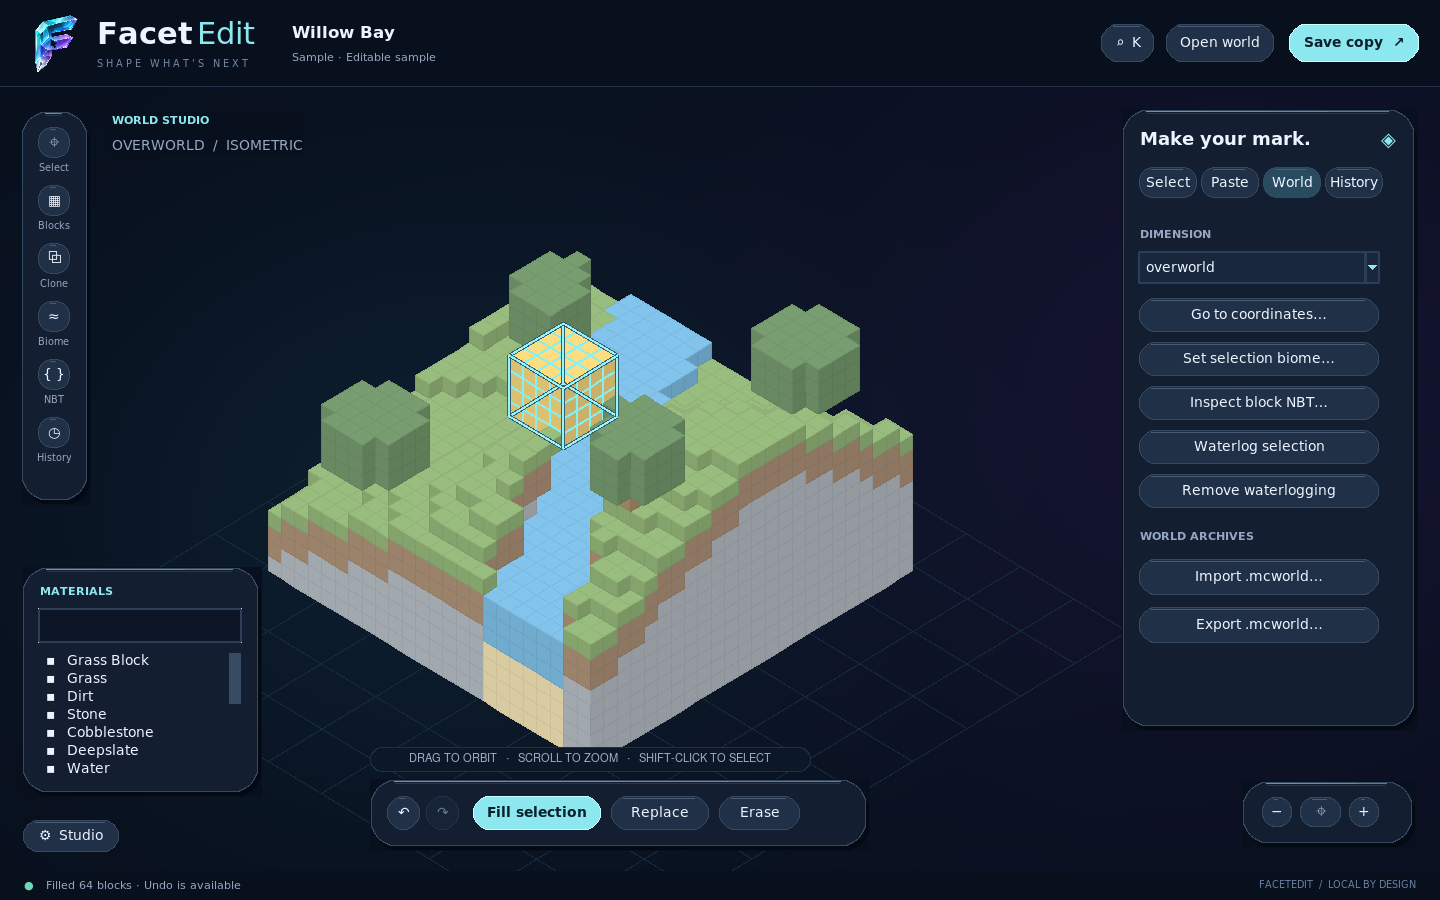 FacetEdit
SHAPE WHAT'S NEXT
Willow Bay
Sample · Editable sample
⌕ K
Open world
Save copy ↗
Select
Blocks
Clone
Biome
{ } NBT
History
WORLD STUDIO
OVERWORLD / ISOMETRIC
Make your mark.
Select Paste World History
DIMENSION
overworld
Go to coordinates...
Set selection biome...
Inspect block NBT...
Waterlog selection
Remove waterlogging
WORLD ARCHIVES
Import .mcworld...
Export .mcworld...
MATERIALS
Grass Block
Grass
Dirt
Stone
Cobblestone
Deepslate
Water
Studio
DRAG TO ORBIT · SCROLL TO ZOOM · SHIFT-CLICK TO SELECT
Fill selection Replace Erase
− +
Filled 64 blocks · Undo is available
FACETEDIT / LOCAL BY DESIGN